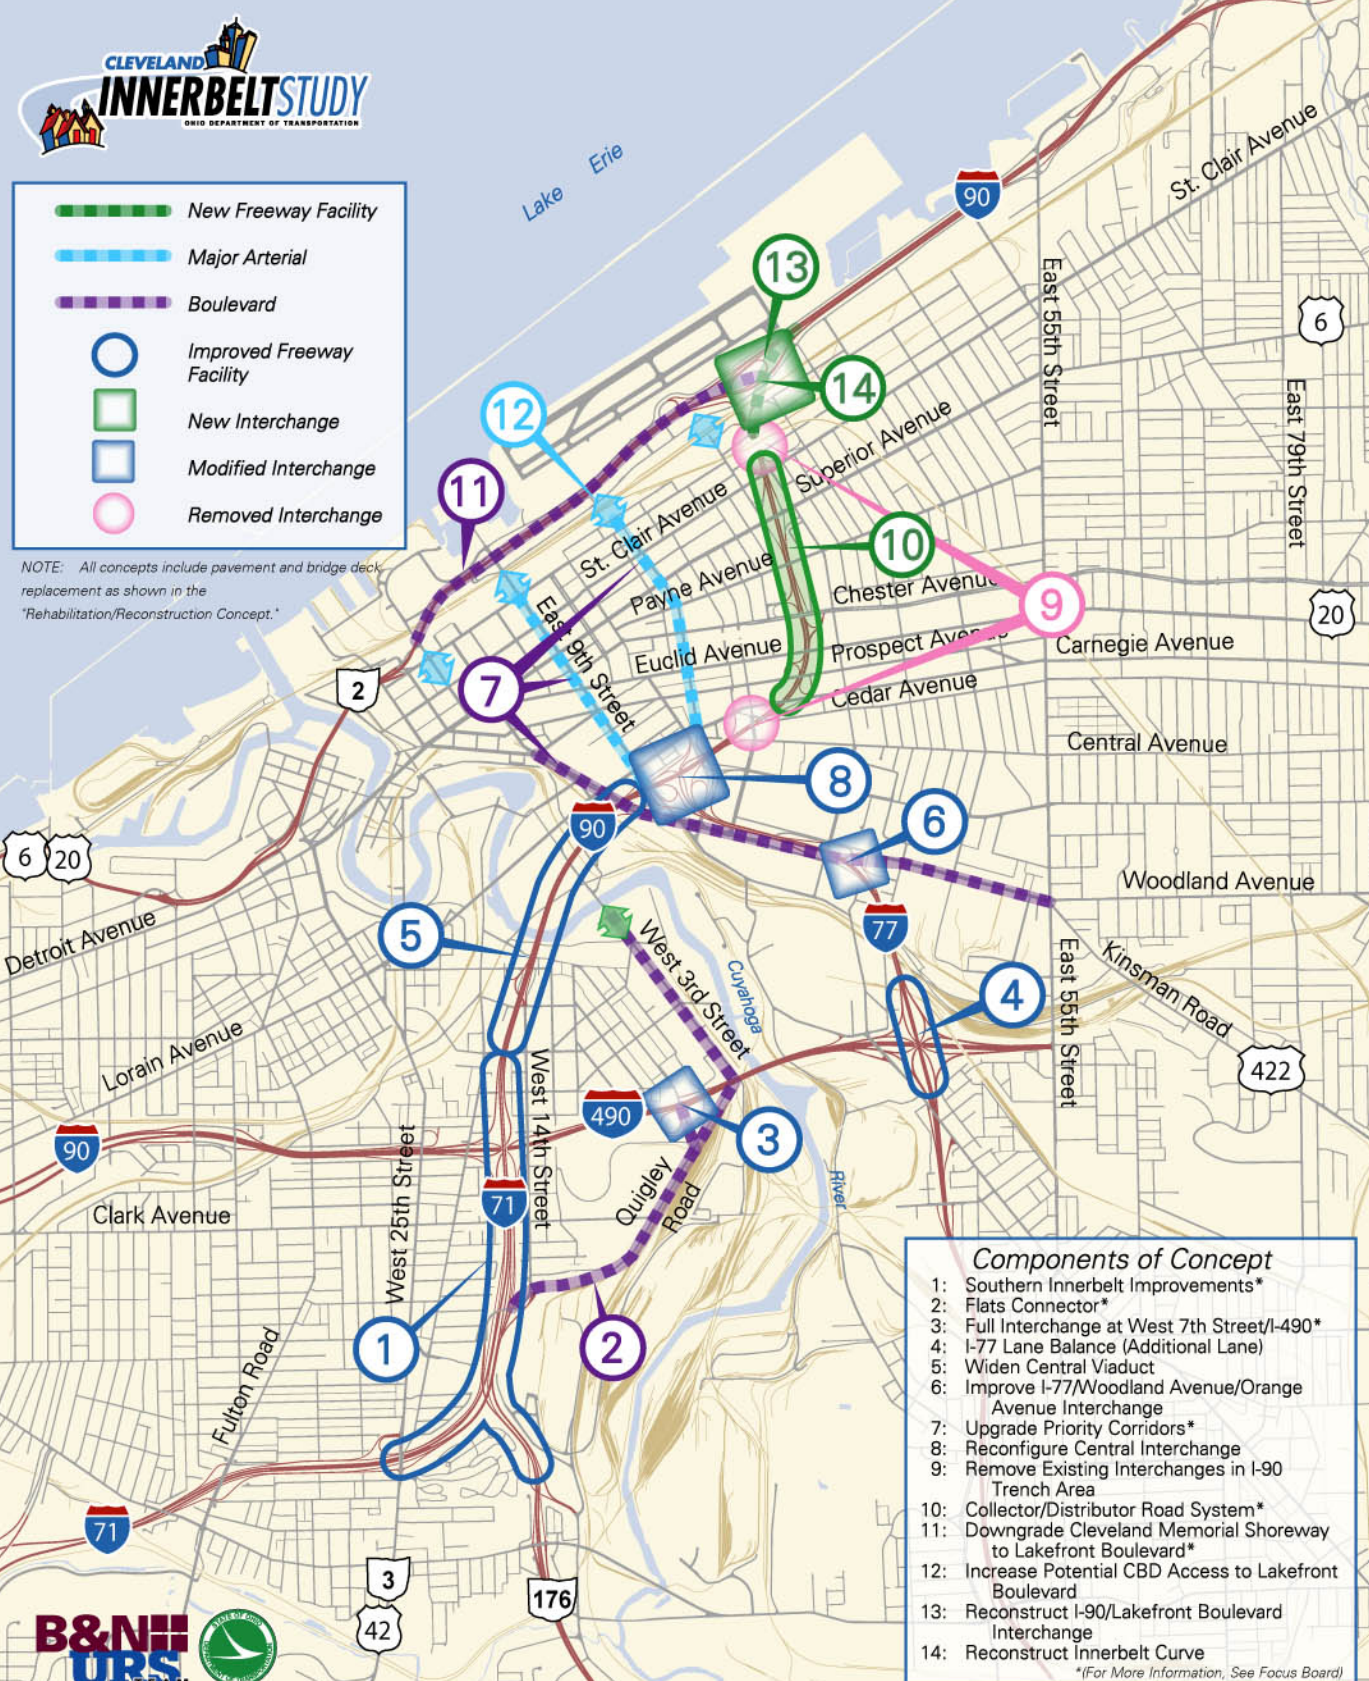 CLEVELAND
INNERBELT STUDY
OHIO DEPARTMENT OF TRANSPORTATION
New Freeway Facility
Major Arterial
Boulevard
Improved Freeway
Facility
New Interchange
Modified Interchange
Removed Interchange
NOTE: All concepts include pavement and bridge deck
replacement as shown in the
"Rehabilitation/Reconstruction Concept."
Lake Erie
90
St. Clair Avenue
13
East 55th Street
6
14
12
East 79th Street
Superior Avenue
11
St. Clair Avenue
10
Payne Avenue
Chester Avenue
9
20
East 9th Street
Euclid Avenue
Prospect Avenue
Carnegie Avenue
2
7
Cedar Avenue
Central Avenue
8
90
6
6
20
Woodland Avenue
Detroit Avenue
5
77
West 3rd Street
Cuyahoga
Kinsman Road
4
East 55th Street
Lorain Avenue
West 14th Street
422
490
90
3
West 25th Street
Quigley
Road
River
71
Clark Avenue
1
2
Fulton Road
71
3
42
176
B&N
URS
STATE OF OHIO
DEPARTMENT OF TRANSPORTATION
Components of Concept
1: Southern Innerbelt Improvements*
2: Flats Connector*
3: Full Interchange at West 7th Street/I-490*
4: I-77 Lane Balance (Additional Lane)
5: Widen Central Viaduct
6: Improve I-77/Woodland Avenue/Orange
Avenue Interchange
7: Upgrade Priority Corridors*
8: Reconfigure Central Interchange
9: Remove Existing Interchanges in I-90
Trench Area
10: Collector/Distributor Road System*
11: Downgrade Cleveland Memorial Shoreway
to Lakefront Boulevard*
12: Increase Potential CBD Access to Lakefront
Boulevard
13: Reconstruct I-90/Lakefront Boulevard
Interchange
14: Reconstruct Innerbelt Curve
*(For More Information, See Focus Board)